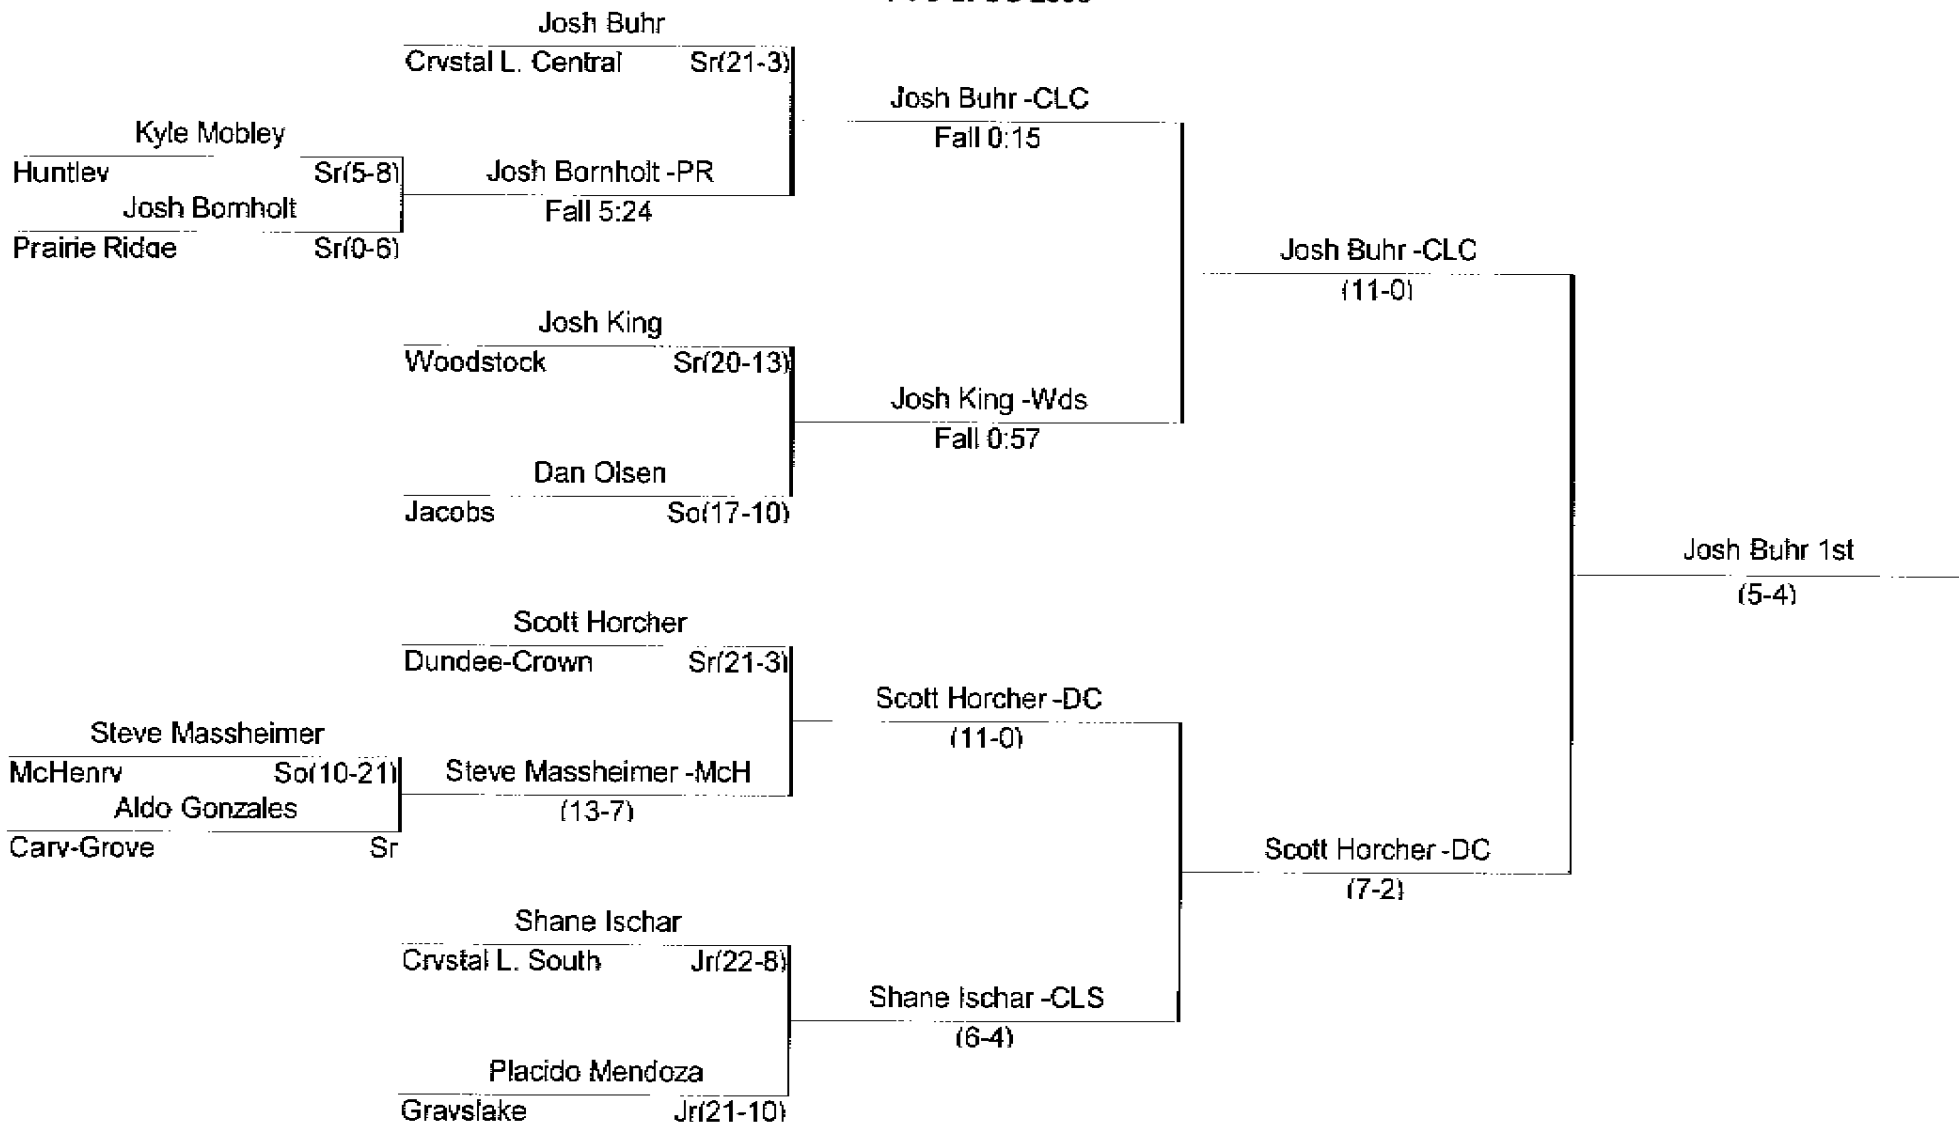 Josh Buhr
Crystal L. Central Sr(21-3)
Josh Buhr -CLC
Fall 0:15
Kyle Mobley
Huntley Sr(5-8)
Josh Bornholt -PR
Fall 5:24
Josh Bornholt
Prairie Ridge Sr(0-6)
Josh Buhr -CLC
(11-0)
Josh King
Woodstock Sr(20-13)
Josh King -Wds
Fall 0:57
Dan Olsen
Jacobs So(17-10)
Josh Buhr 1st
(5-4)
Scott Horcher
Dundee-Crown Sr(21-3)
Scott Horcher -DC
(11-0)
Steve Massheimer
McHenry So(10-21)
Steve Massheimer -McH
(13-7)
Aldo Gonzales
Cary-Grove Sr
Scott Horcher -DC
(7-2)
Shane Ischar
Crystal L. South Jr(22-8)
Shane Ischar -CLS
(6-4)
Placido Mendoza
Grayslake Jr(21-10)